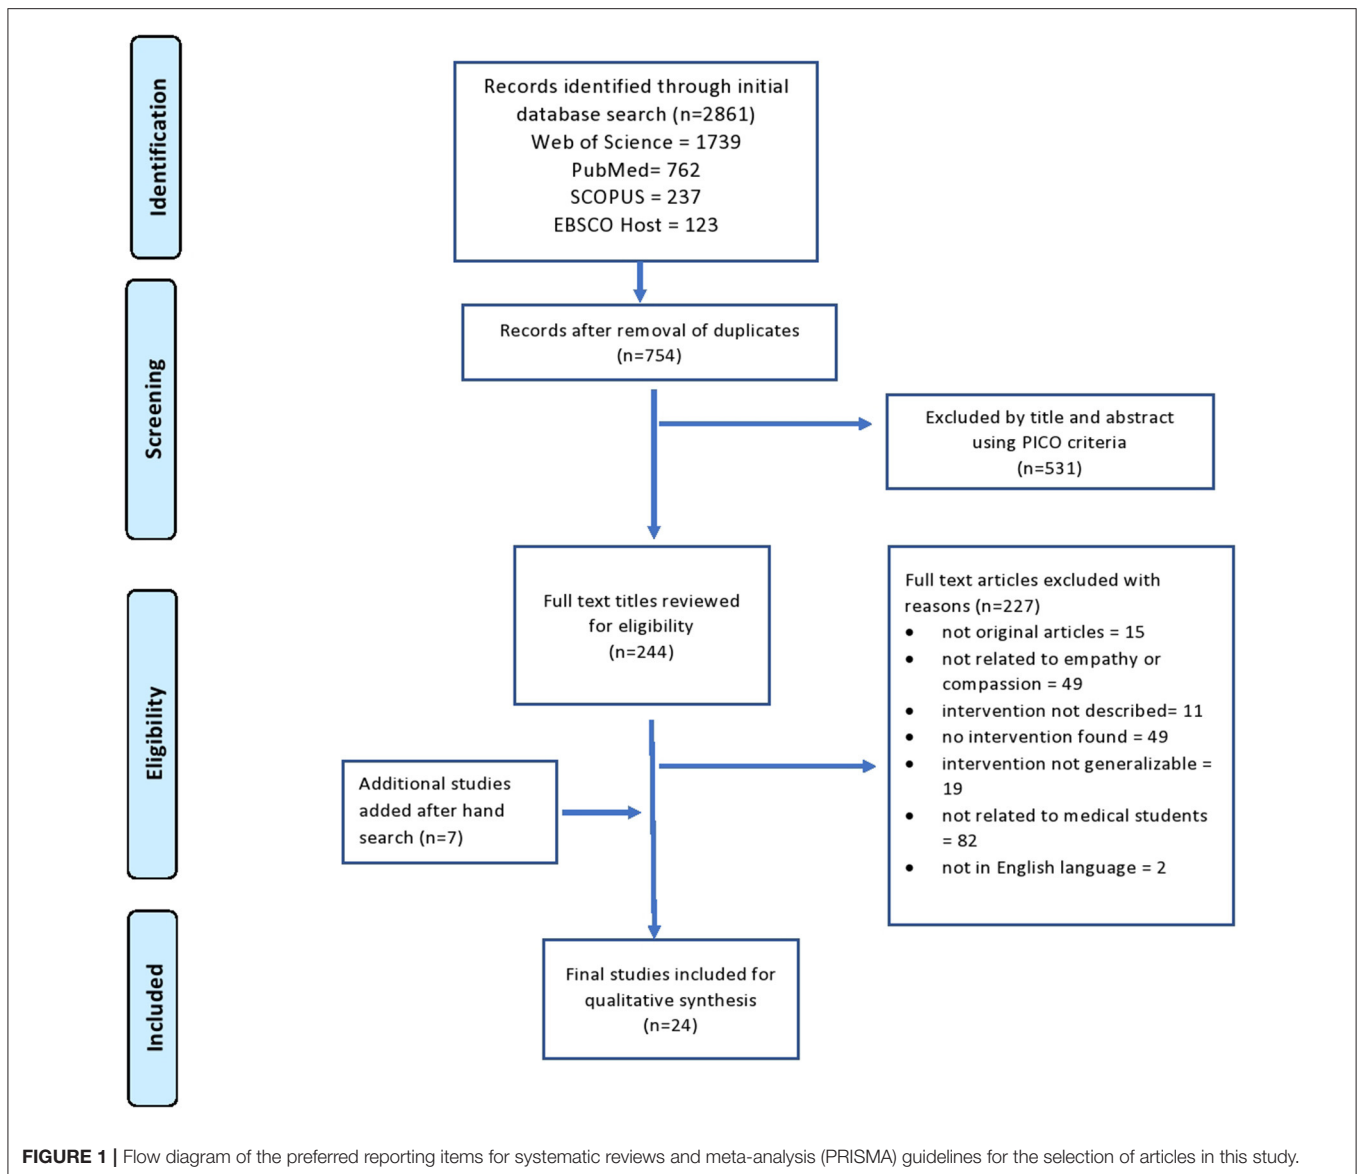 Identification
Records identified through initial
database search (n=2861)
Web of Science = 1739
PubMed= 762
SCOPUS = 237
EBSCO Host = 123
Screening
Records after removal of duplicates
(n=754)
Excluded by title and abstract
using PICO criteria
(n=531)
Eligibility
Full text titles reviewed
for eligibility
(n=244)
Full text articles excluded with
reasons (n=227)
• not original articles = 15
• not related to empathy or
compassion = 49
• intervention not described= 11
• no intervention found = 49
• intervention not generalizable =
19
• not related to medical students
= 82
• not in English language = 2
Additional studies
added after hand
search (n=7)
Included
Final studies included for
qualitative synthesis
(n=24)
FIGURE 1 | Flow diagram of the preferred reporting items for systematic reviews and meta-analysis (PRISMA) guidelines for the selection of articles in this study.